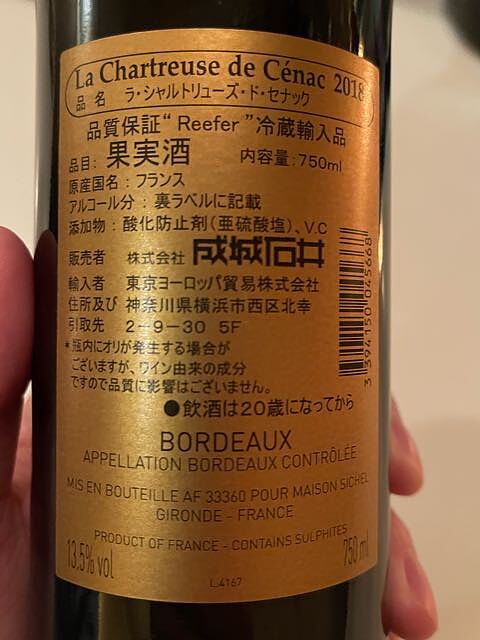 La Chartreuse de Cénac 2018
品 名 ラ・シャルトリューズ・ド・セナック
品質保証“Reefer”冷蔵輸入品
品目: 果実酒 内容量:750ml
原産国名 : フランス
アルコール分 : 裏ラベルに記載
添加物 : 酸化防止剤(亜硫酸塩)、V.C
販売者 株式会社 成城石井
輸入者 東京ヨーロッパ貿易株式会社
住所及び 神奈川県横浜市西区北幸
引取先 2-9-30 5F
*瓶内にオリが発生する場合が
ございますが、ワイン由来の成分
ですので品質に影響はございません。
●飲酒は20歳になってから
3 394150 045668
BORDEAUX
APPELLATION BORDEAUX CONTRÔLÉE
MIS EN BOUTEILLE AF 33360 POUR MAISON SICHEL
GIRONDE - FRANCE
PRODUCT OF FRANCE - CONTAINS SULPHITES
13.5% vol 750 ml
L.4167